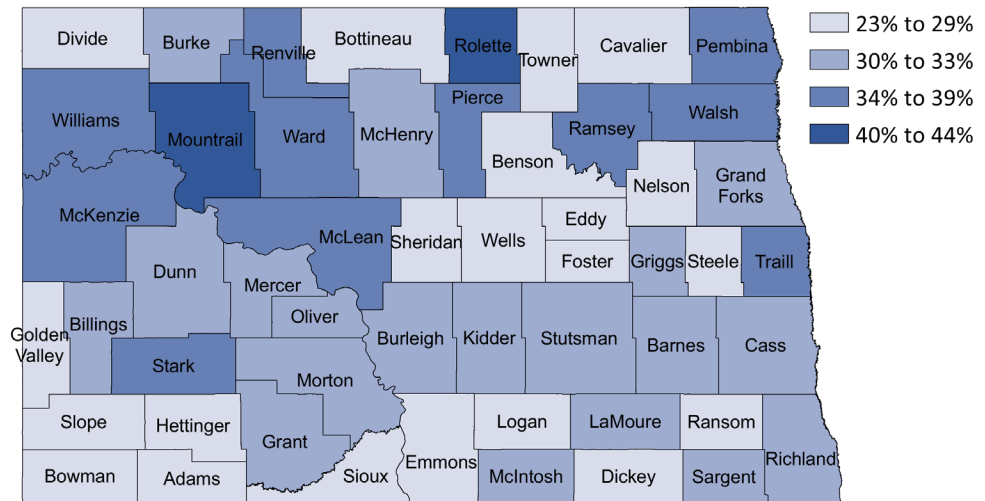 Divide
Burke
Renville
Bottineau
Rolette
Towner
Cavalier
Pembina
23% to 29%
30% to 33%
34% to 39%
40% to 44%
Williams
Mountrail
Ward
McHenry
Pierce
Benson
Ramsey
Walsh
Nelson
Grand
Forks
McKenzie
McLean
Sheridan
Wells
Eddy
Foster
Griggs
Steele
Traill
Dunn
Mercer
Oliver
Golden
Valley
Billings
Stark
Morton
Burleigh
Kidder
Stutsman
Barnes
Cass
Slope
Hettinger
Grant
Logan
LaMoure
Ransom
Richland
Bowman
Adams
Sioux
Emmons
McIntosh
Dickey
Sargent